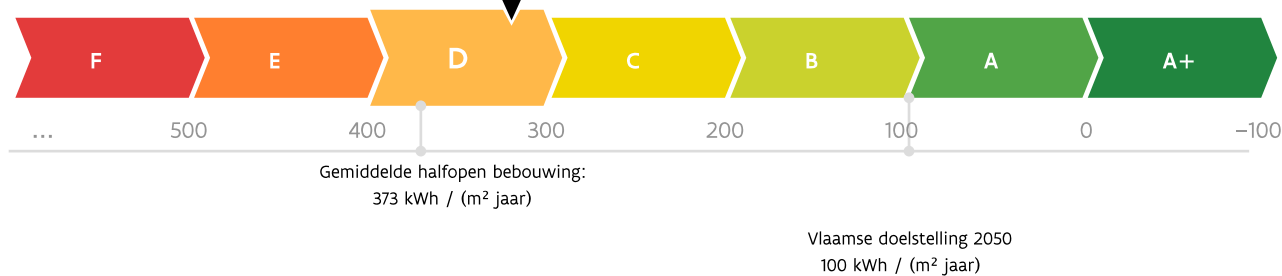 F E D C B A A+
... 500 400 300 200 100 0 −100
Gemiddelde halfopen bebouwing:
373 kWh / (m² jaar)
Vlaamse doelstelling 2050
100 kWh / (m² jaar)